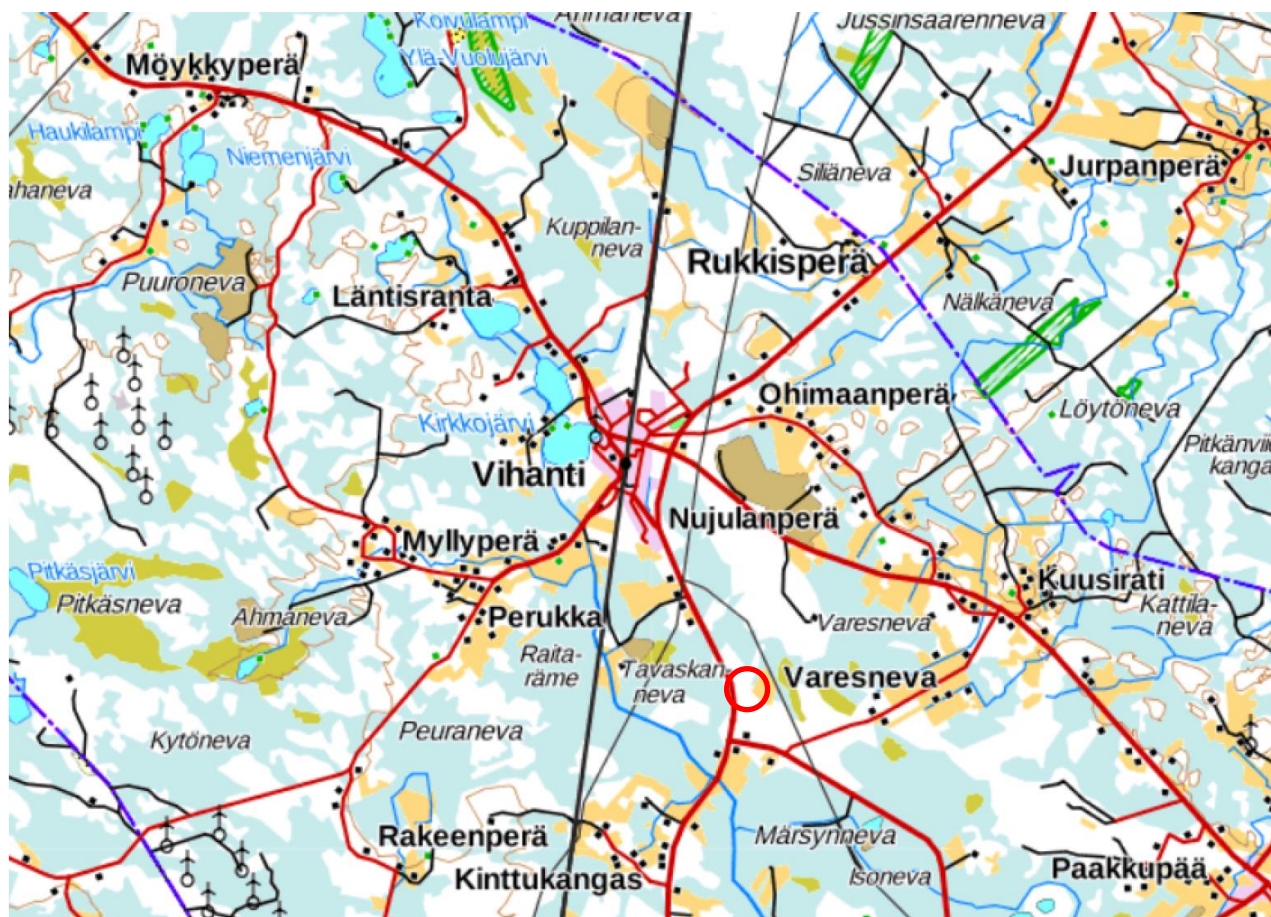 Koivulampi
Ahmaneva
Jussinsaarenneva
Ylä-Vuolujärvi
Möykkyperä
Haukilampi
Niemenjärvi
Jurpanperä
Siliäneva
ahaneva
Kuppilan-
neva
Rukkisperä
Puuroneva
Läntisranta
Nälkäneva
Ohimaanperä
Löytöneva
Kirkkojärvi
Pitkänvii
kanga
Vihanti
Nujulanperä
Myllyperä
Pitkäsjärvi
Pitkäsneva
Kuusirati
Ahmaneva
Perukka
Varesneva
Kattila-
neva
Raita-
räme
Tavaskan-
neva
Varesneva
Kytöneva
Peuraneva
Rakeenperä
Märsynneva
Kinttukangas
Isoneva
Paakkupää